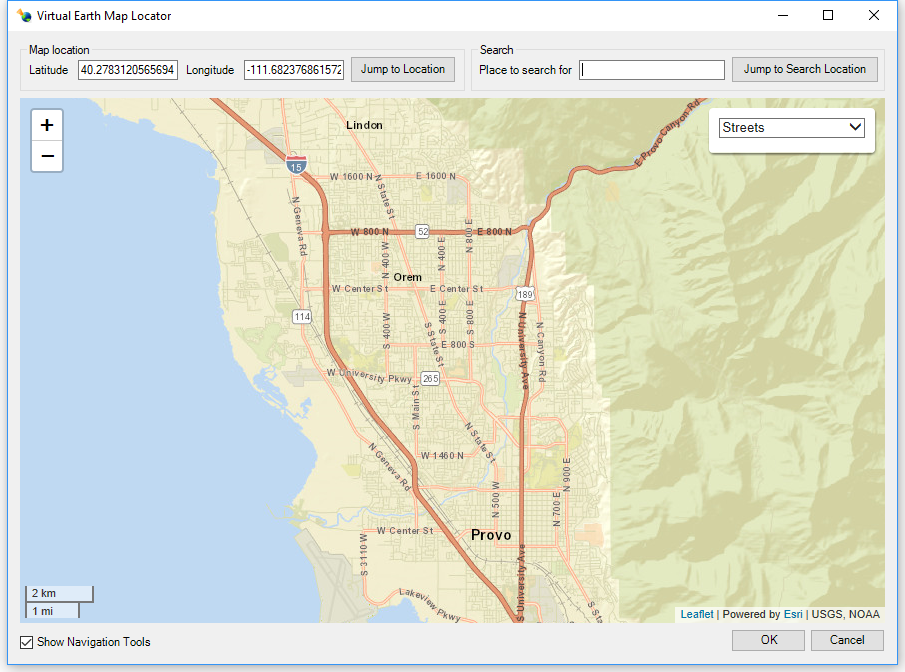 Virtual Earth Map Locator
Map location
Latitude 40.2783120565694 Longitude -111.682376861572 Jump to Location
Search
Place to search for Jump to Search Location
+
−
Streets
Lindon
E Provo Canyon Rd
15
W 1600 N
E 1600 N
N State St
N Geneva Rd
W 800 N
52
E 800 N
N 800 E
N 400 W
N 400 E
Orem
W Center St
E Center St
189
114
S 400 W
S State St
S 400 E
S 800 E
N University Ave
N Canyon Rd
E 800 S
W University Pkwy
265
S Main St
N State St
W 1460 N
N Geneva Rd
N 500 W
N 700 E
N 900 E
W Center St
Provo
S 3110 W
S University Ave
Lakeview Pkwy
S St
2 km
1 mi
Leaflet | Powered by Esri | USGS, NOAA
Show Navigation Tools
OK
Cancel